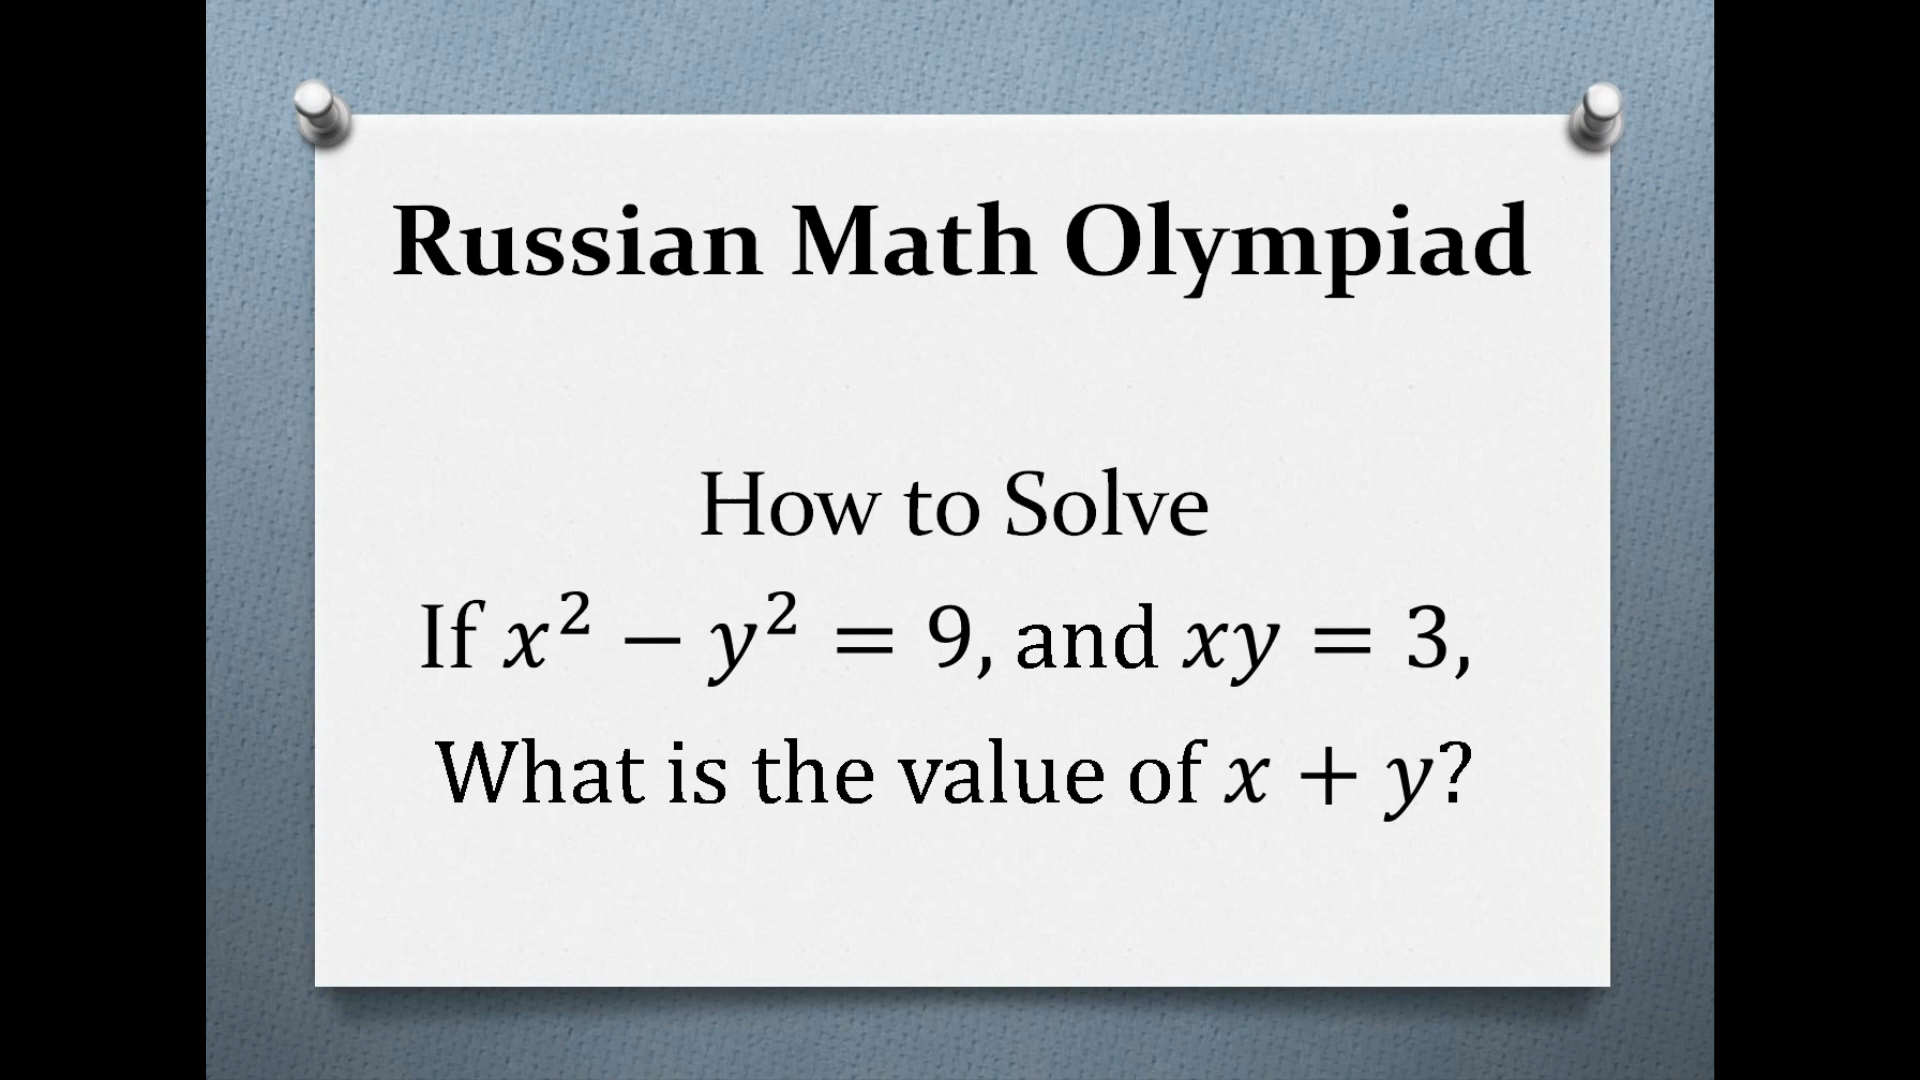 Russian Math Olympiad
How to Solve
If x² − y² = 9, and xy = 3,
What is the value of x + y?